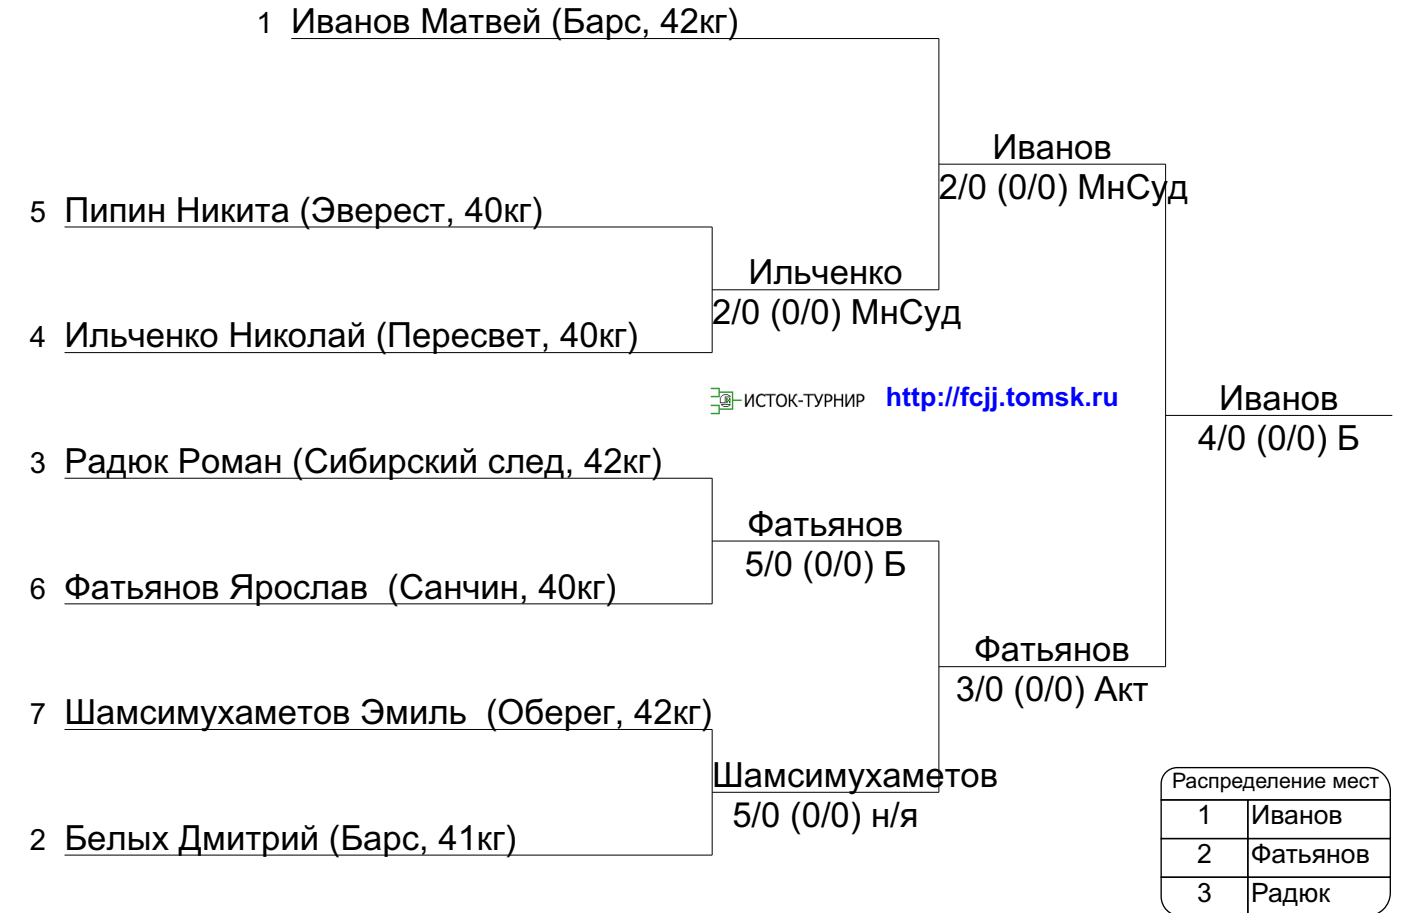 1 Иванов Матвей (Барс, 42кг)
Иванов
2/0 (0/0) МнСуд
5 Пипин Никита (Эверест, 40кг)
Ильченко
2/0 (0/0) МнСуд
4 Ильченко Николай (Пересвет, 40кг)
ИСТОК-ТУРНИР http://fcjj.tomsk.ru
Иванов
4/0 (0/0) Б
3 Радюк Роман (Сибирский след, 42кг)
Фатьянов
5/0 (0/0) Б
6 Фатьянов Ярослав (Санчин, 40кг)
Фатьянов
3/0 (0/0) Акт
7 Шамсимухаметов Эмиль (Оберег, 42кг)
Шамсимухаметов
5/0 (0/0) н/я
2 Белых Дмитрий (Барс, 41кг)
Распределение мест
1 Иванов
2 Фатьянов
3 Радюк